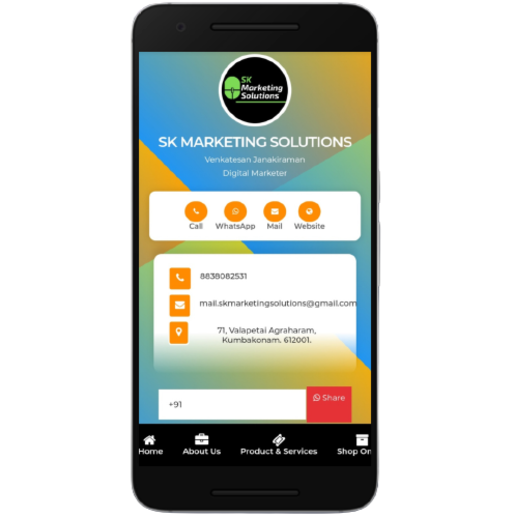 SK
Marketing
Solutions
SK MARKETING SOLUTIONS
Venkatesan Janakiraman
Digital Marketer
Call WhatsApp Mail Website
8838082531
mail.skmarketingsolutions@gmail.com
71, Valapetai Agraharam,
Kumbakonam. 612001.
+91 Share
Home About Us Product & Services Shop On